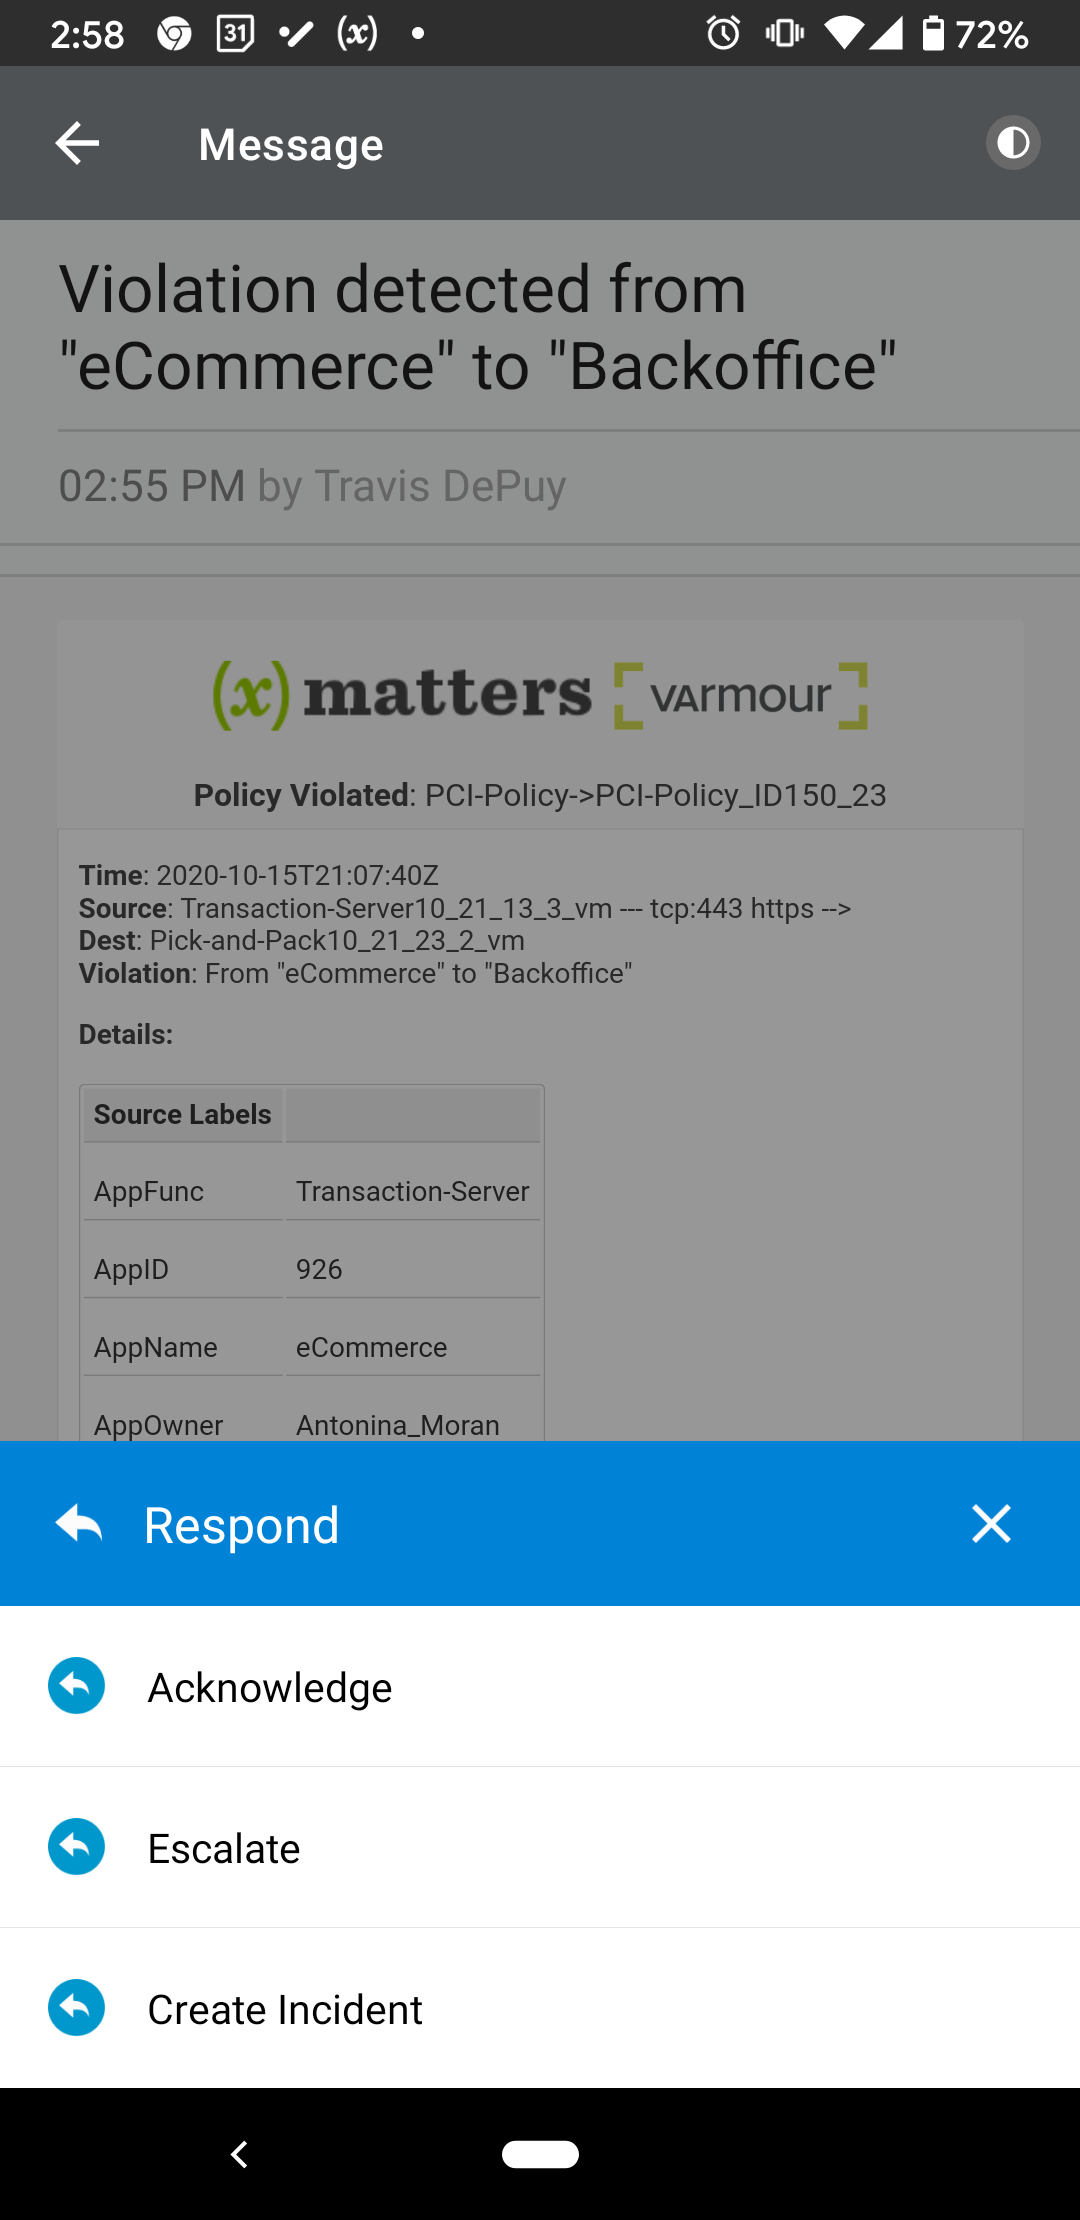 2:58 31 (x) 72%
Message
Violation detected from
"eCommerce" to "Backoffice"
02:55 PM by Travis DePuy
(x) matters [vArmour]
Policy Violated: PCI-Policy->PCI-Policy_ID150_23
Time: 2020-10-15T21:07:40Z
Source: Transaction-Server10_21_13_3_vm --- tcp:443 https -->
Dest: Pick-and-Pack10_21_23_2_vm
Violation: From "eCommerce" to "Backoffice"
Details:
Source Labels
AppFunc Transaction-Server
AppID 926
AppName eCommerce
AppOwner Antonina_Moran
Respond
Acknowledge
Escalate
Create Incident